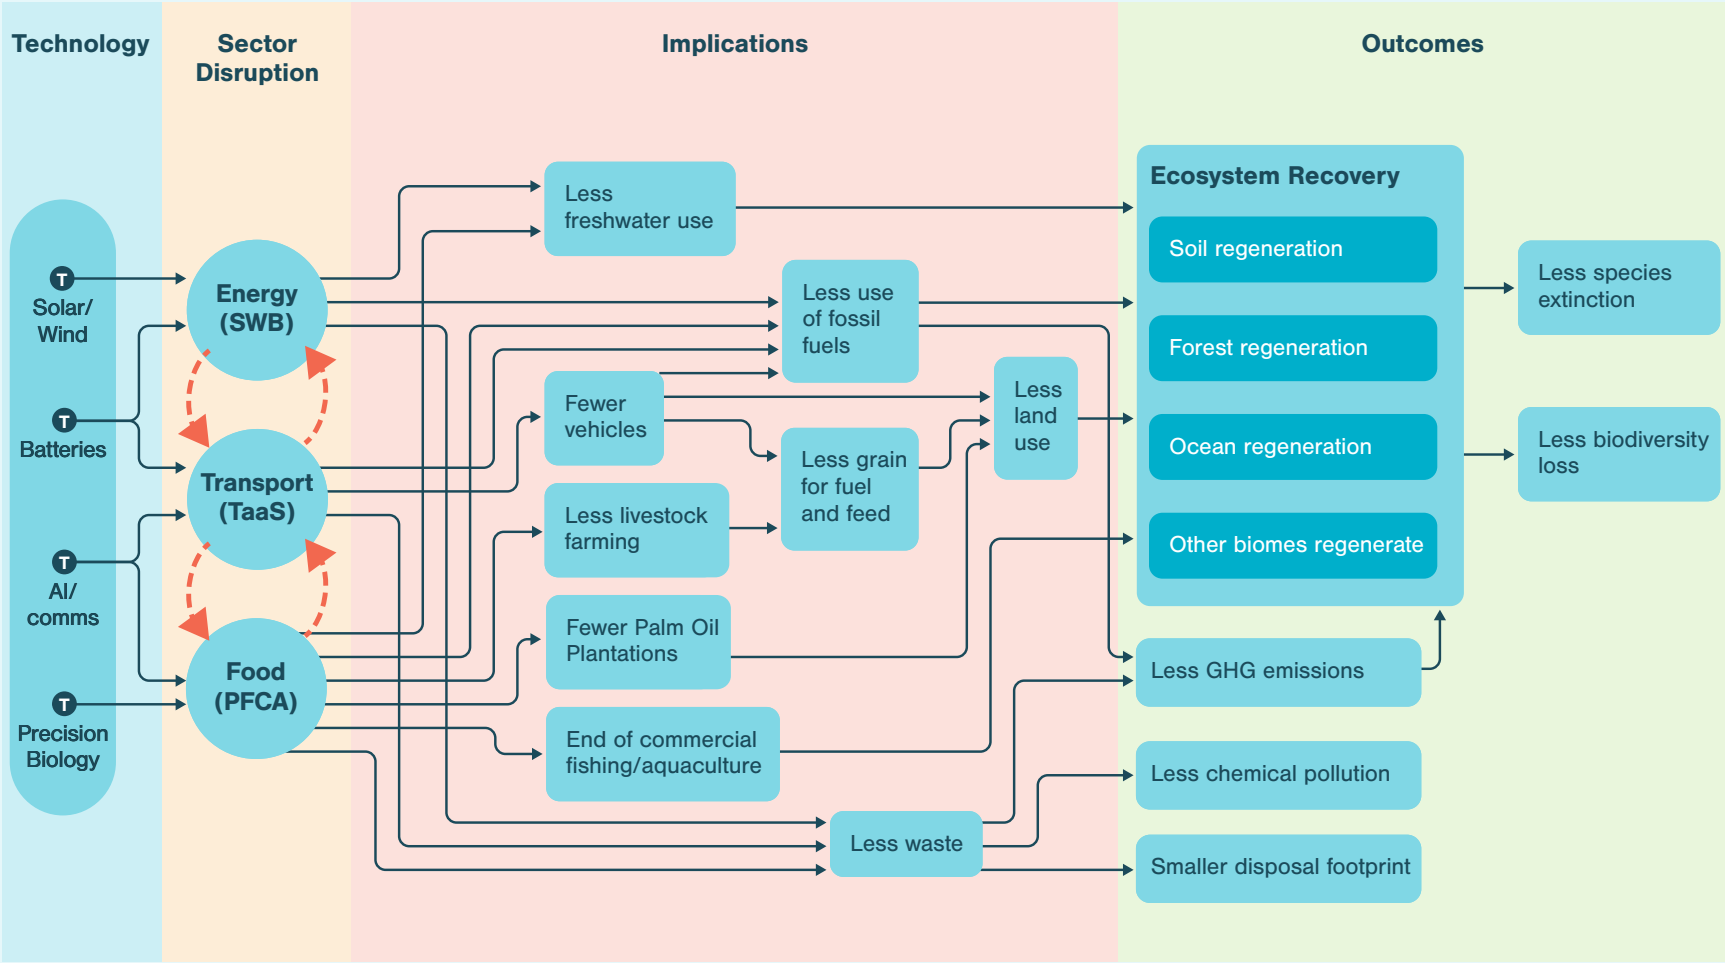 Technology
Sector
Disruption
Implications
Outcomes
T
Solar/
Wind
T
Batteries
T
AI/
comms
T
Precision
Biology
Energy
(SWB)
Transport
(TaaS)
Food
(PFCA)
Less
freshwater use
Less use
of fossil
fuels
Fewer
vehicles
Less
land
use
Less grain
for fuel
and feed
Less livestock
farming
Fewer Palm Oil
Plantations
End of commercial
fishing/aquaculture
Less waste
Ecosystem Recovery
Soil regeneration
Forest regeneration
Ocean regeneration
Other biomes regenerate
Less GHG emissions
Less chemical pollution
Smaller disposal footprint
Less species
extinction
Less biodiversity
loss